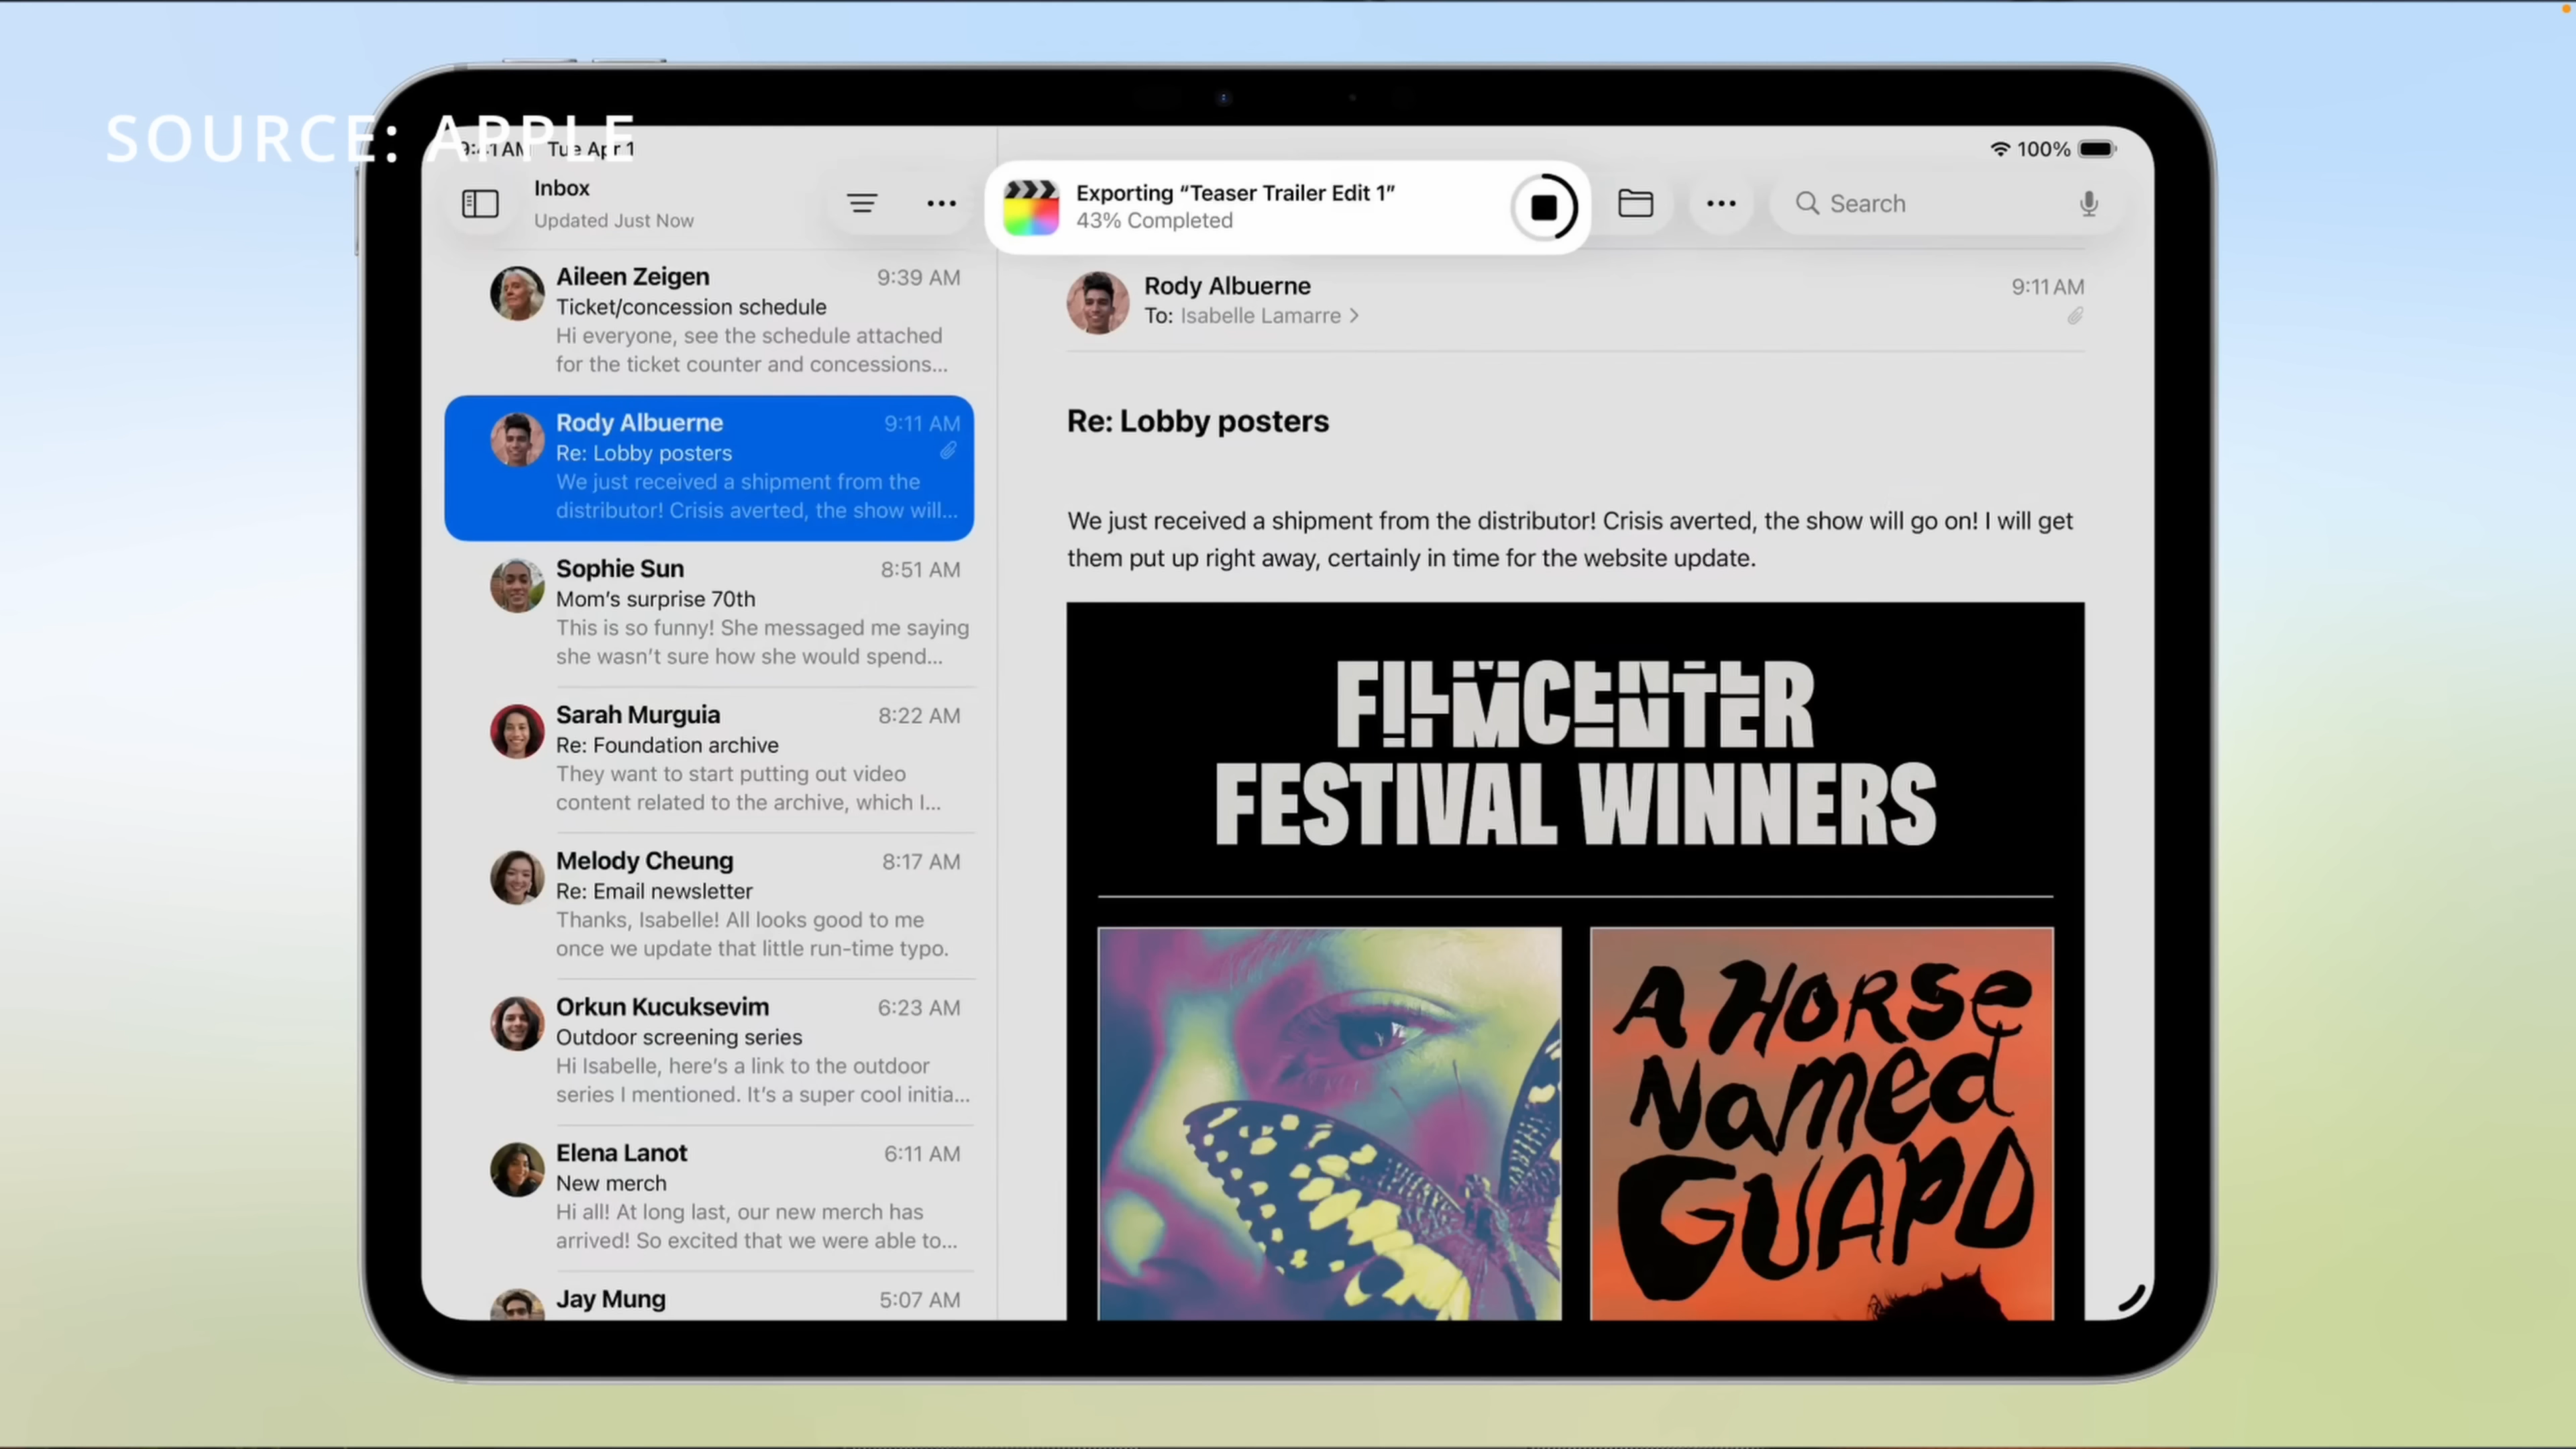 SOURCE: APPLE
9:41 AM Tue Apr 1
100%
Inbox
Updated Just Now
Exporting “Teaser Trailer Edit 1”
43% Completed
Search
Aileen Zeigen 9:39 AM
Ticket/concession schedule
Hi everyone, see the schedule attached
for the ticket counter and concessions...
Rody Albuerne 9:11 AM
Re: Lobby posters
We just received a shipment from the
distributor! Crisis averted, the show will...
Sophie Sun 8:51 AM
Mom’s surprise 70th
This is so funny! She messaged me saying
she wasn’t sure how she would spend...
Sarah Murguia 8:22 AM
Re: Foundation archive
They want to start putting out video
content related to the archive, which I...
Melody Cheung 8:17 AM
Re: Email newsletter
Thanks, Isabelle! All looks good to me
once we update that little run-time typo.
Orkun Kucuksevim 6:23 AM
Outdoor screening series
Hi Isabelle, here’s a link to the outdoor
series I mentioned. It’s a super cool initia...
Elena Lanot 6:11 AM
New merch
Hi all! At long last, our new merch has
arrived! So excited that we were able to...
Jay Mung 5:07 AM
Rody Albuerne 9:11 AM
To: Isabelle Lamarre >
Re: Lobby posters
We just received a shipment from the distributor! Crisis averted, the show will go on! I will get
them put up right away, certainly in time for the website update.
FILMCENTER
FESTIVAL WINNERS
A HORSe
NAmed
GUAPO